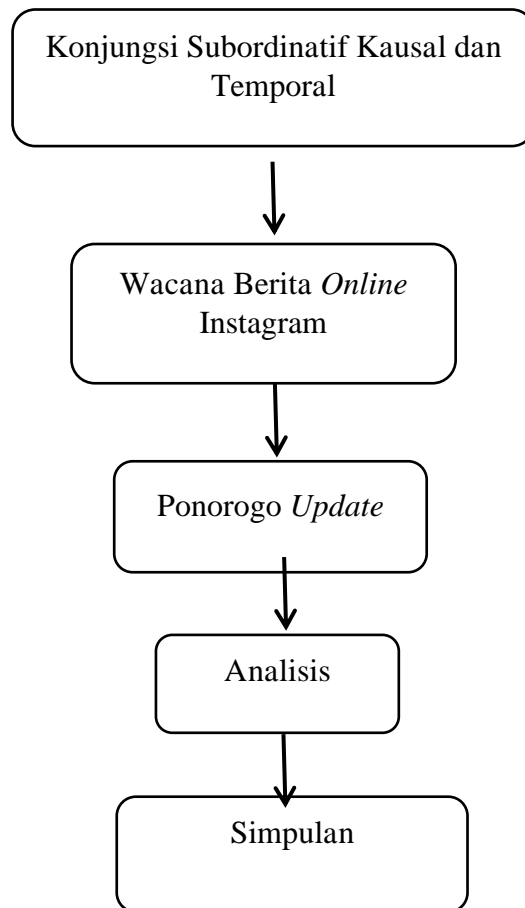 Konjungsi Subordinatif Kausal dan
Temporal
Wacana Berita Online
Instagram
Ponorogo Update
Analisis
Simpulan